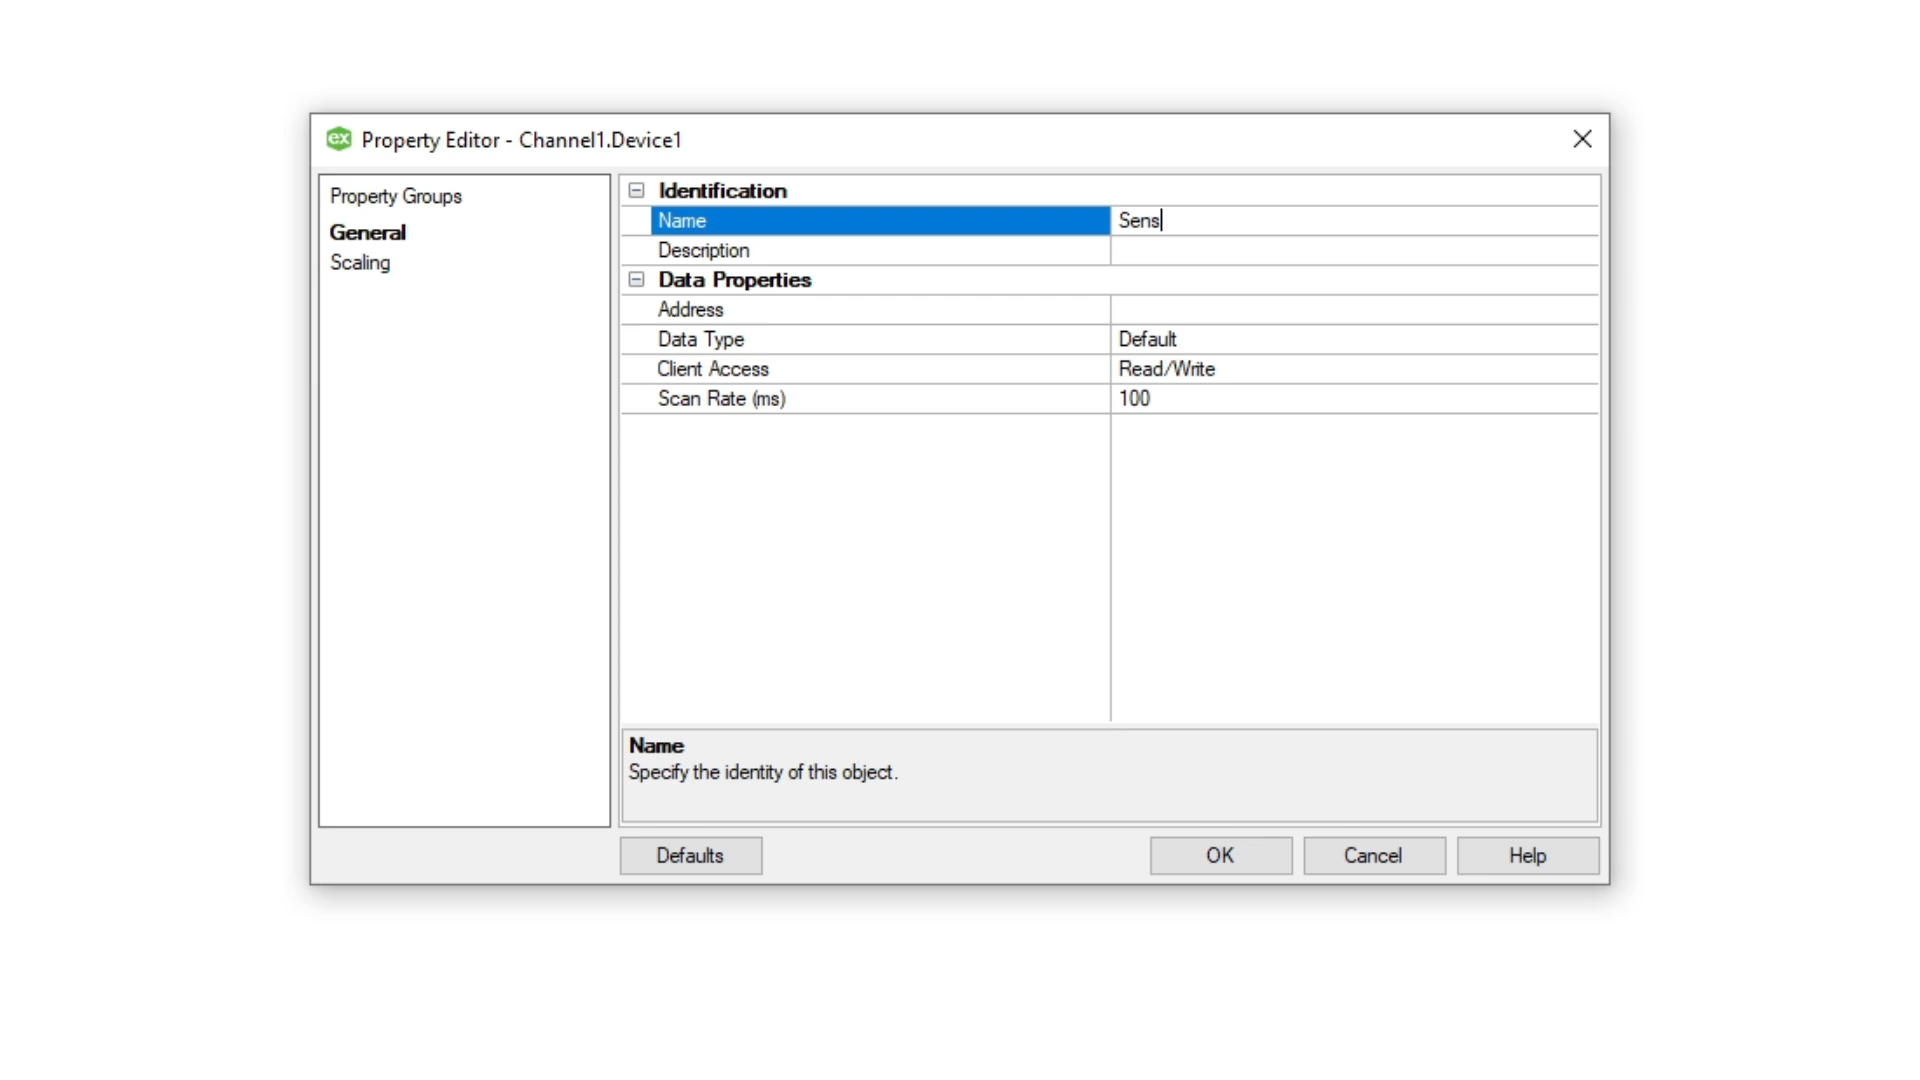 ex Property Editor - Channel1.Device1
Property Groups
General
Scaling
Identification
Name Sens
Description
Data Properties
Address
Data Type Default
Client Access Read/Write
Scan Rate (ms) 100
Name
Specify the identity of this object.
Defaults OK Cancel Help